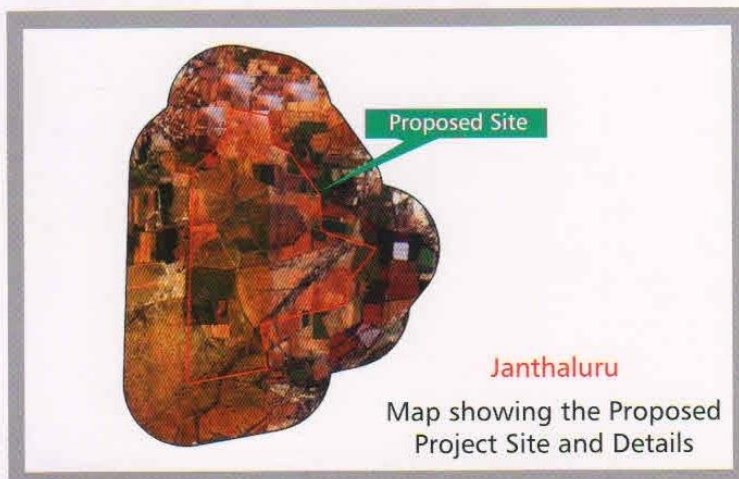 Proposed Site
Janthaluru
Map showing the Proposed
Project Site and Details